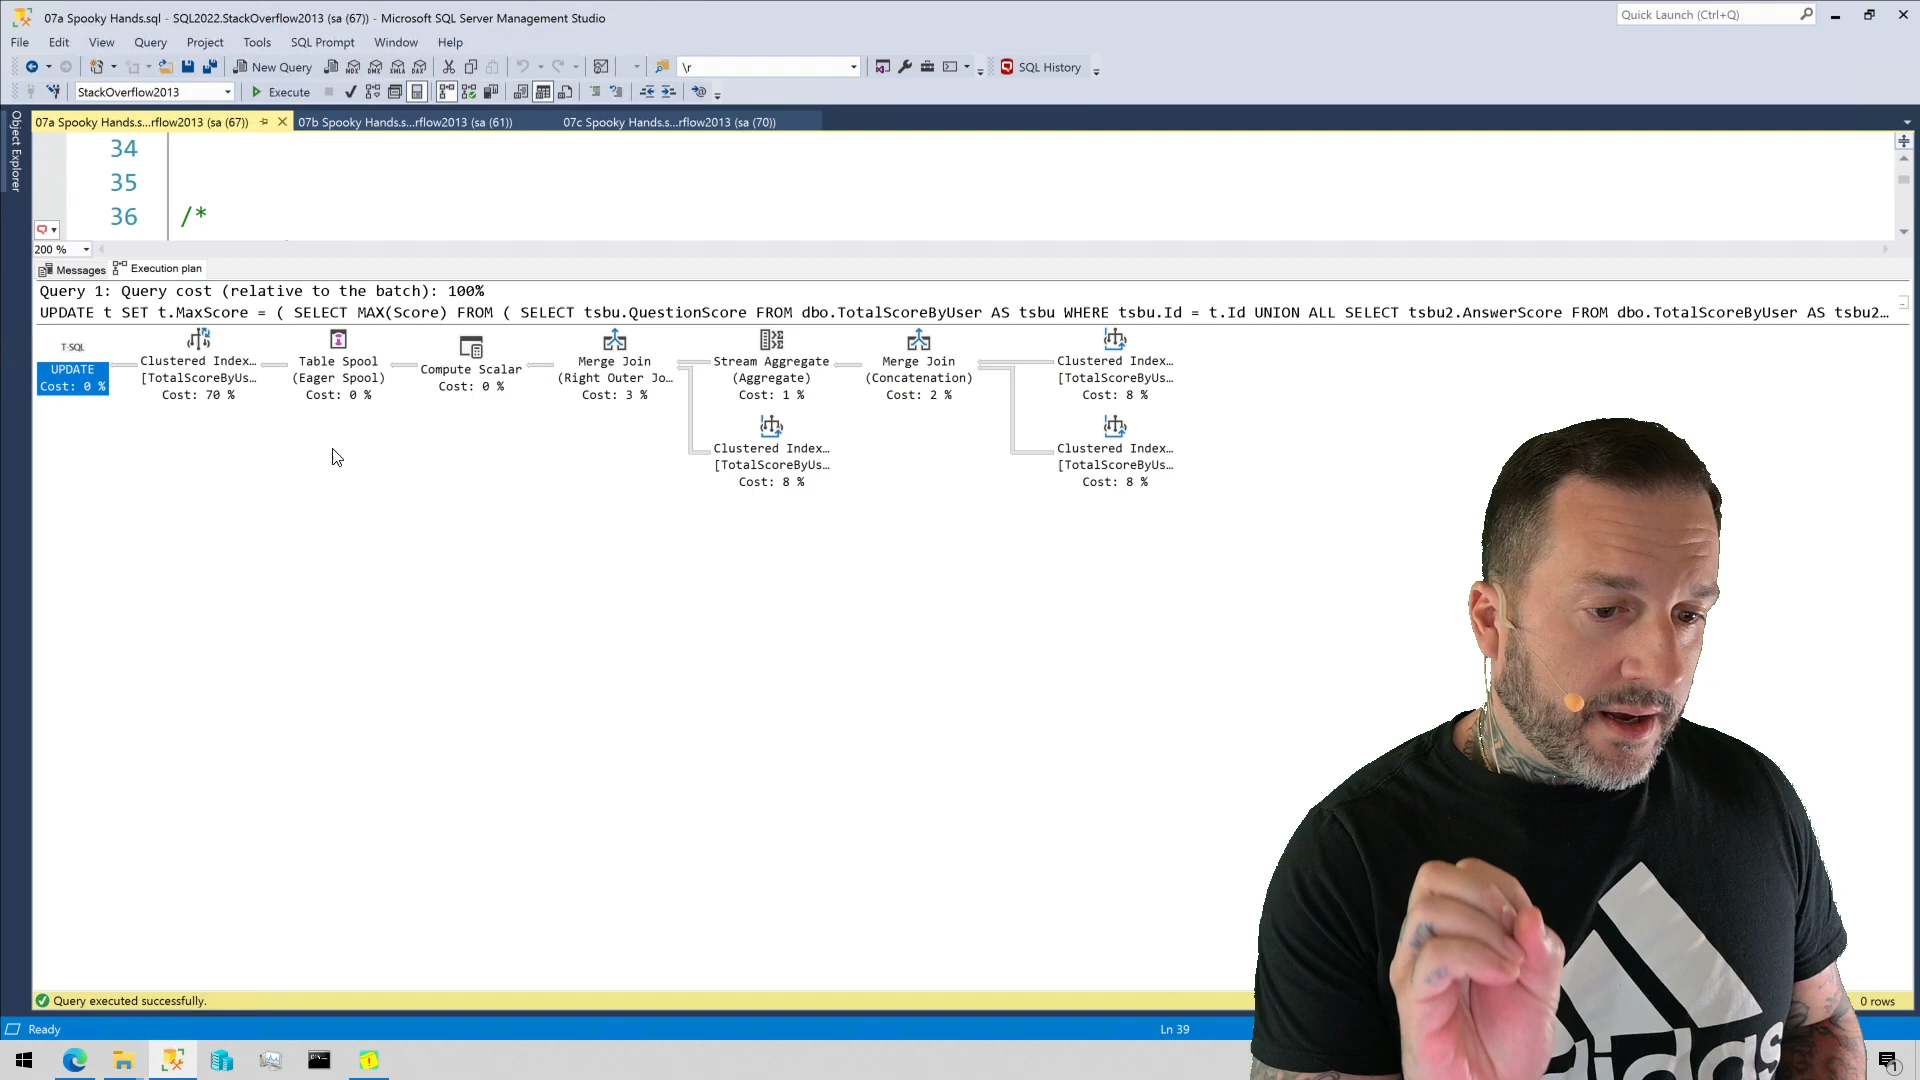 07a Spooky Hands.sql - SQL2022.StackOverflow2013 (sa (67)) - Microsoft SQL Server Management Studio
Quick Launch (Ctrl+Q)
File Edit View Query Project Tools SQL Prompt Window Help
New Query
\r
SQL History
StackOverflow2013
Execute
07a Spooky Hands.s...rflow2013 (sa (67))
07b Spooky Hands.s...rflow2013 (sa (61))
07c Spooky Hands.s...rflow2013 (sa (70))
Object Explorer
34
35
36 /*
200 %
Messages Execution plan
Query 1: Query cost (relative to the batch): 100%
UPDATE t SET t.MaxScore = ( SELECT MAX(Score) FROM ( SELECT tsbu.QuestionScore FROM dbo.TotalScoreByUser AS tsbu WHERE tsbu.Id = t.Id UNION ALL SELECT tsbu2.AnswerScore FROM dbo.TotalScoreByUser AS tsbu2...
T-SQL
UPDATE
Cost: 0 %
Clustered Index...
[TotalScoreByUs...
Cost: 70 %
Table Spool
(Eager Spool)
Cost: 0 %
Compute Scalar
Cost: 0 %
Merge Join
(Right Outer Jo...
Cost: 3 %
Stream Aggregate
(Aggregate)
Cost: 1 %
Merge Join
(Concatenation)
Cost: 2 %
Clustered Index...
[TotalScoreByUs...
Cost: 8 %
Clustered Index...
[TotalScoreByUs...
Cost: 8 %
Clustered Index...
[TotalScoreByUs...
Cost: 8 %
Query executed successfully.
0 rows
Ready
Ln 39
adidas
1